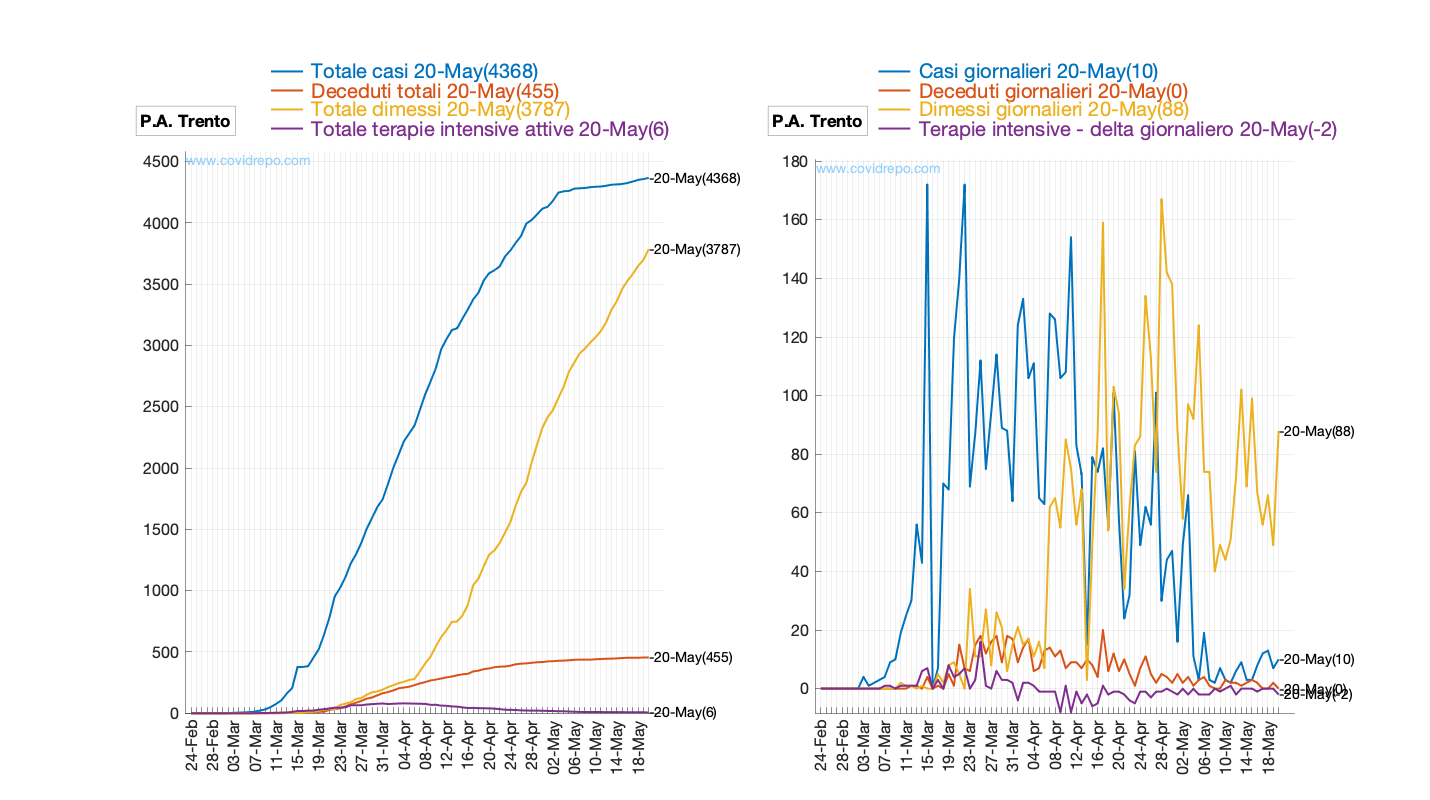 Totale casi 20-May(4368)
Deceduti totali 20-May(455)
Totale dimessi 20-May(3787)
Totale terapie intensive attive 20-May(6)
P.A. Trento
www.covidrepo.com
4500
4000
3500
3000
2500
2000
1500
1000
500
0
20-May(4368)
20-May(3787)
20-May(455)
20-May(6)
24-Feb
28-Feb
03-Mar
07-Mar
11-Mar
15-Mar
19-Mar
23-Mar
27-Mar
31-Mar
04-Apr
08-Apr
12-Apr
16-Apr
20-Apr
24-Apr
28-Apr
02-May
06-May
10-May
14-May
18-May
Casi giornalieri 20-May(10)
Deceduti giornalieri 20-May(0)
Dimessi giornalieri 20-May(88)
Terapie intensive - delta giornaliero 20-May(-2)
P.A. Trento
www.covidrepo.com
180
160
140
120
100
80
60
40
20
0
20-May(88)
20-May(10)
20-May(0)
20-May(-2)
24-Feb
28-Feb
03-Mar
07-Mar
11-Mar
15-Mar
19-Mar
23-Mar
27-Mar
31-Mar
04-Apr
08-Apr
12-Apr
16-Apr
20-Apr
24-Apr
28-Apr
02-May
06-May
10-May
14-May
18-May